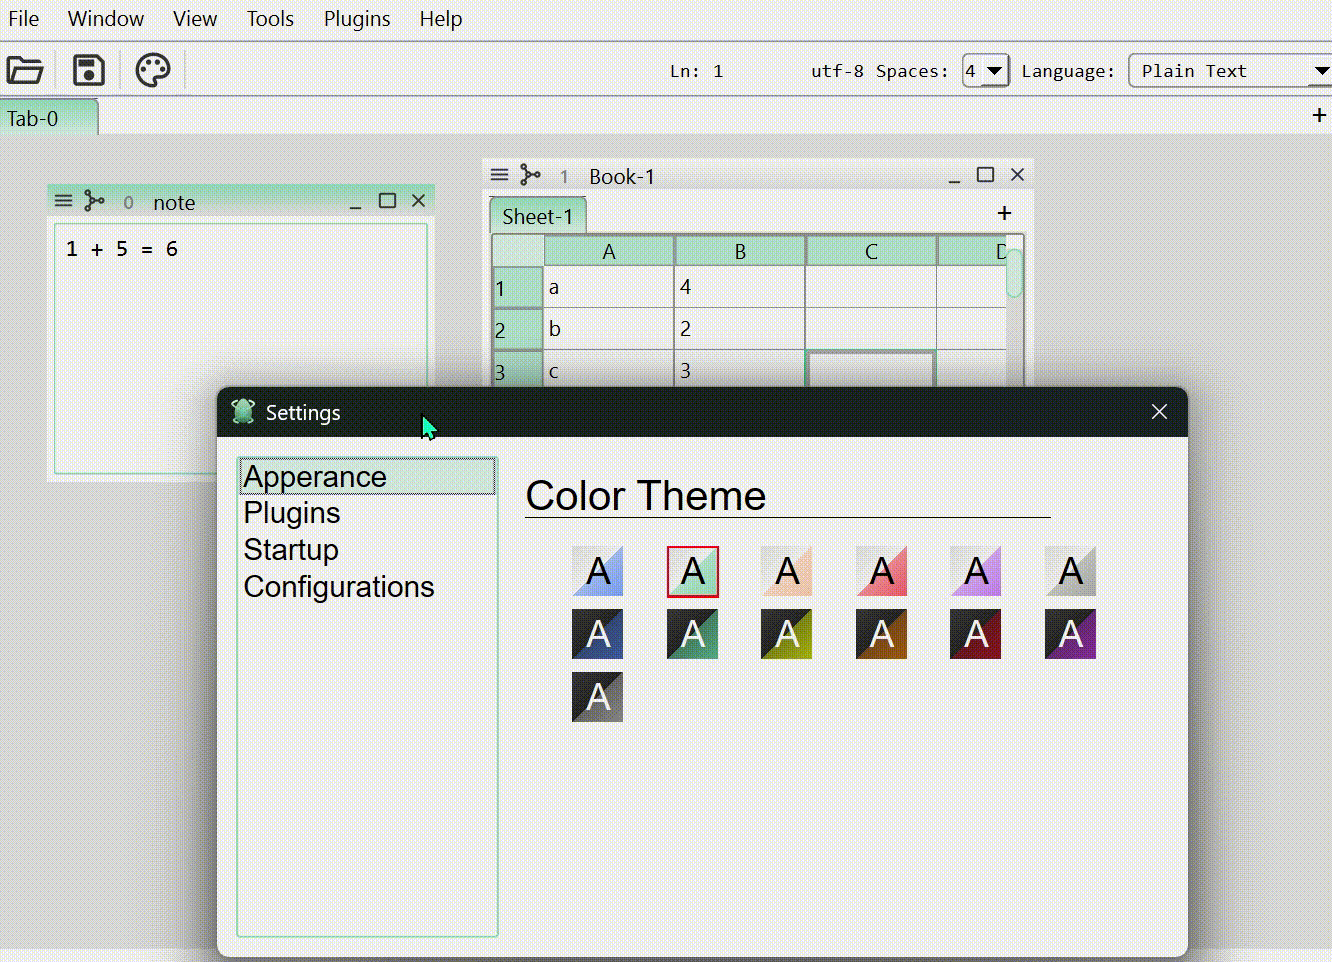 File Window View Tools Plugins Help
Ln: 1 utf-8 Spaces: 4 Language: Plain Text
Tab-0 +
0 note
1 + 5 = 6
1 Book-1
Sheet-1 +
A B C D
1 a 4
2 b 2
3 c 3
Settings
Apperance
Plugins
Startup
Configurations
Color Theme
A A A A A A
A A A A A A
A